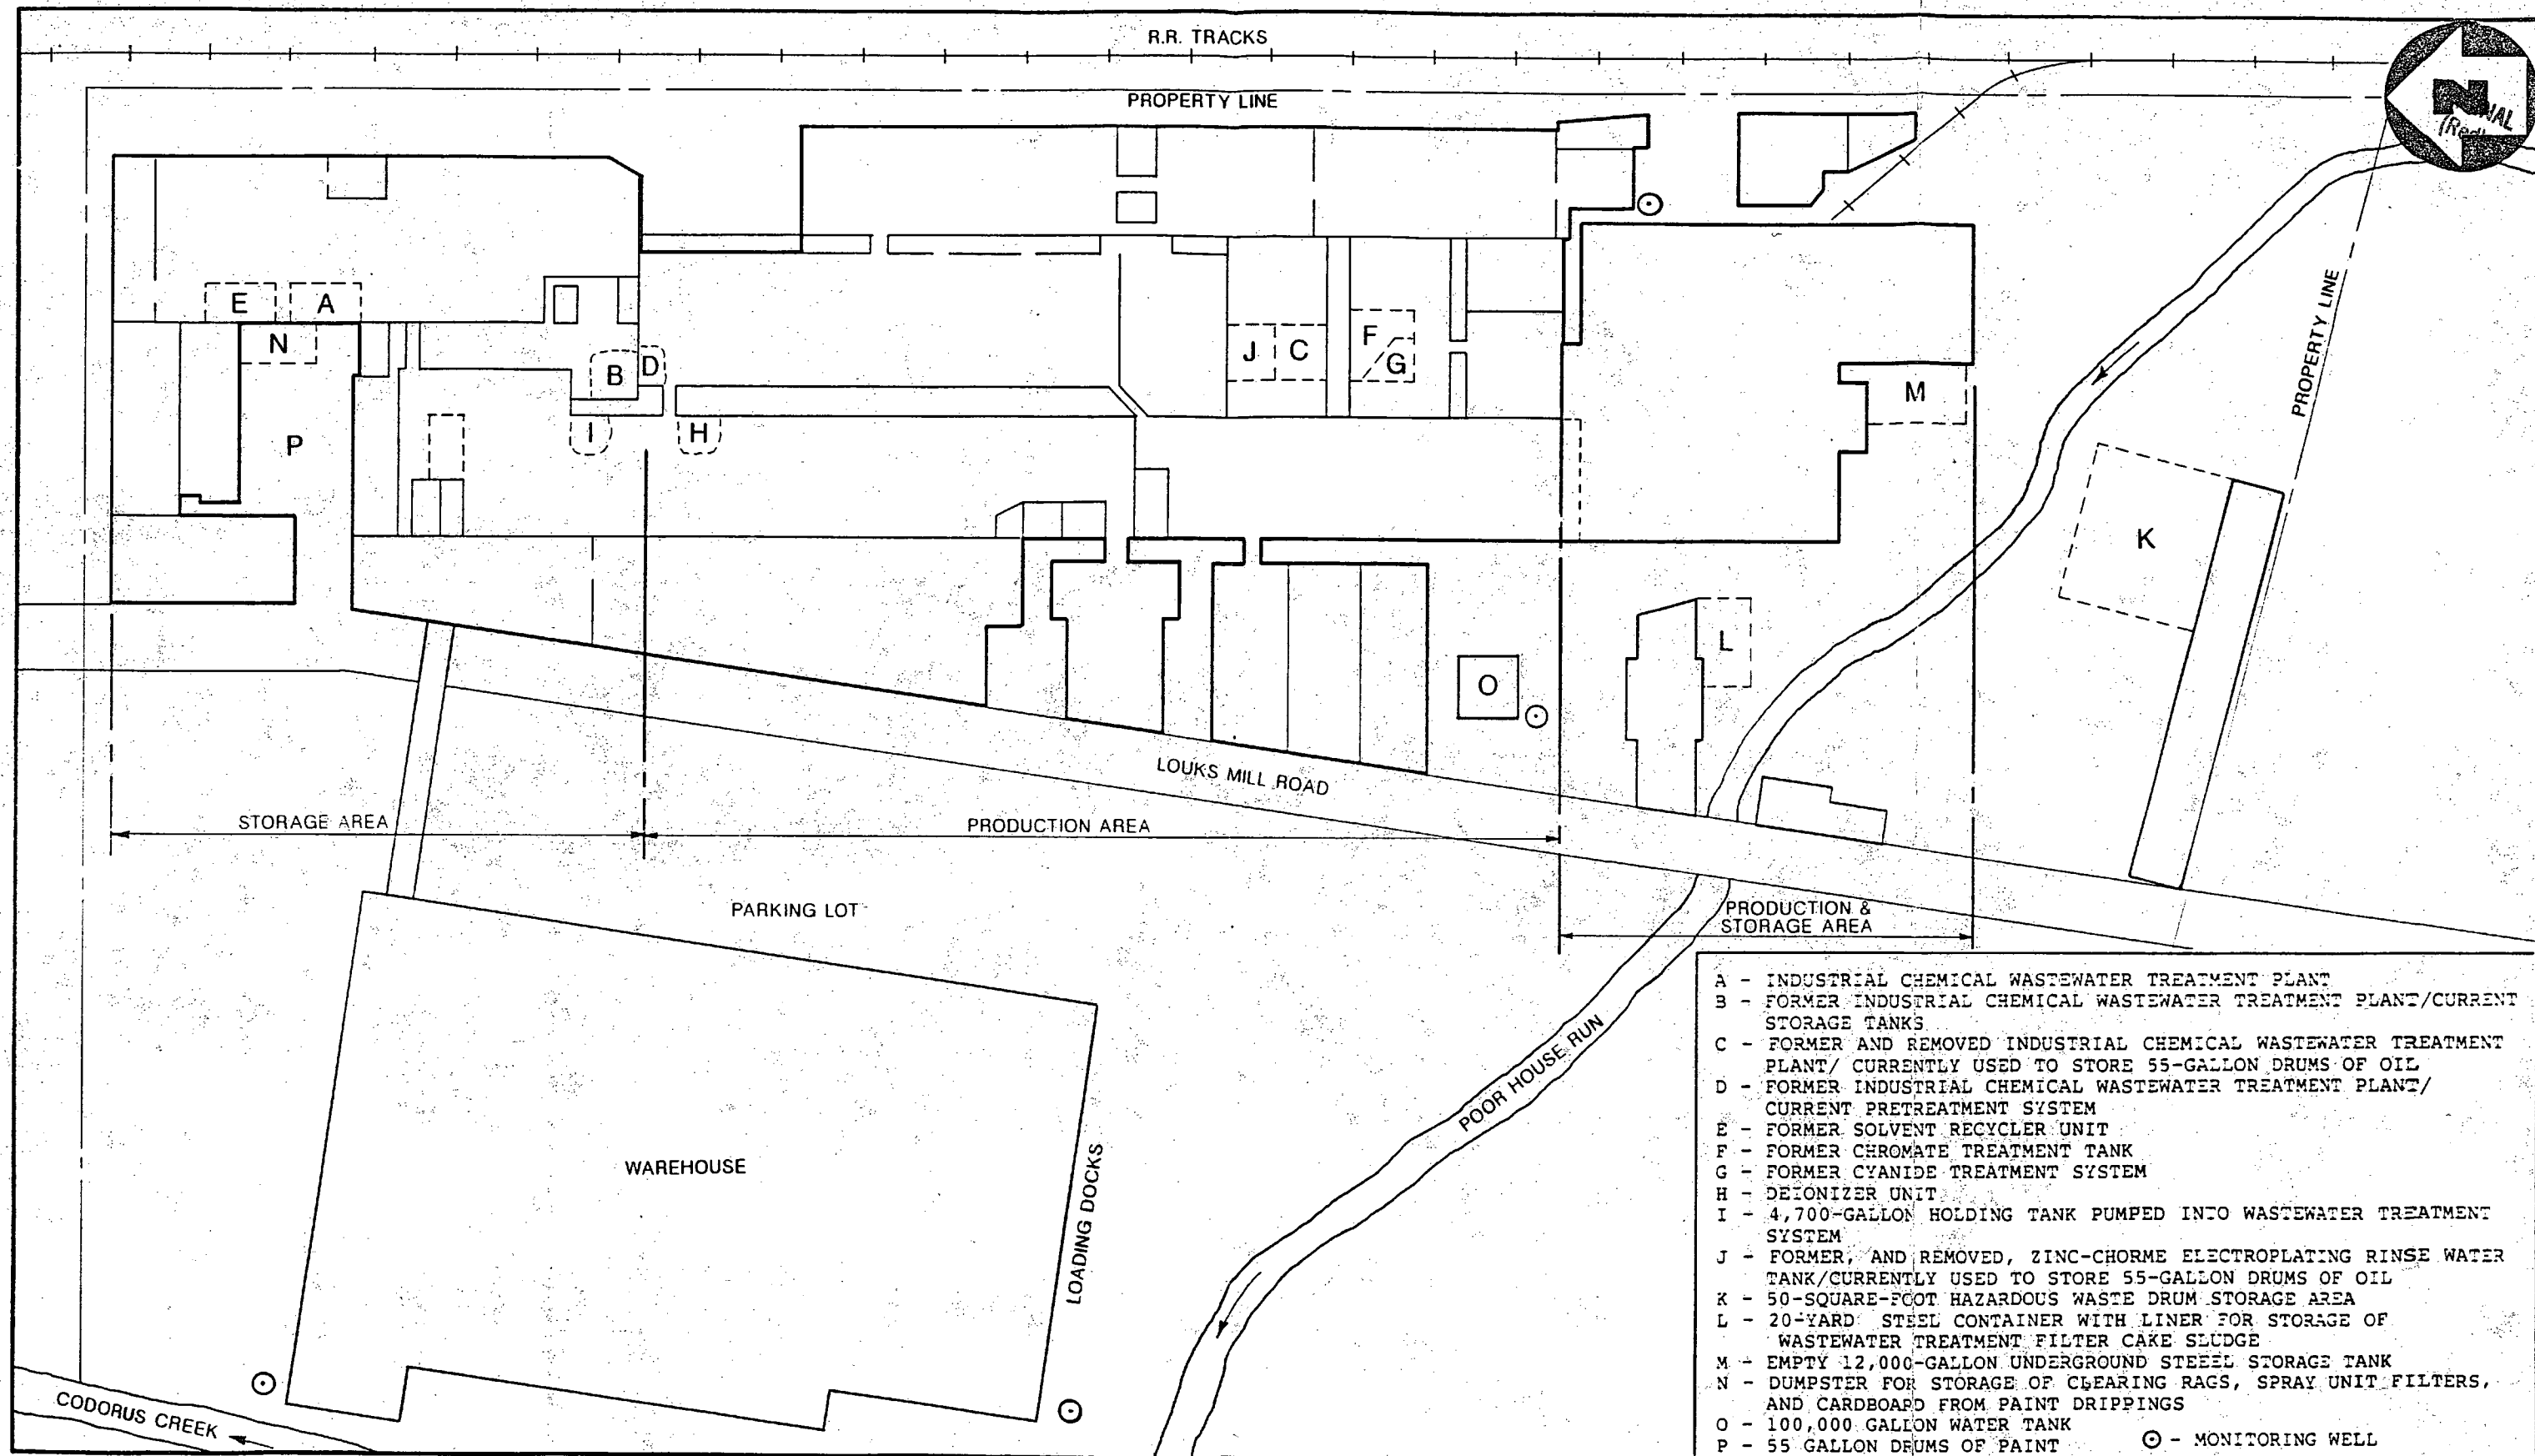 R.R. TRACKS
PROPERTY LINE
N
(Red)
PROPERTY LINE
E
A
N
B
D
J
C
F
G
M
P
I
H
K
L
O
LOUKS MILL ROAD
STORAGE AREA
PRODUCTION AREA
PARKING LOT
PRODUCTION &
STORAGE AREA
POOR HOUSE RUN
WAREHOUSE
LOADING DOCKS
CODORUS CREEK
A - INDUSTRIAL CHEMICAL WASTEWATER TREATMENT PLANT
B - FORMER INDUSTRIAL CHEMICAL WASTEWATER TREATMENT PLANT/CURRENT
STORAGE TANKS
C - FORMER AND REMOVED INDUSTRIAL CHEMICAL WASTEWATER TREATMENT
PLANT/ CURRENTLY USED TO STORE 55-GALLON DRUMS OF OIL
D - FORMER INDUSTRIAL CHEMICAL WASTEWATER TREATMENT PLANT/
CURRENT PRETREATMENT SYSTEM
E - FORMER SOLVENT RECYCLER UNIT
F - FORMER CHROMATE TREATMENT TANK
G - FORMER CYANIDE TREATMENT SYSTEM
H - DEIONIZER UNIT
I - 4,700-GALLON HOLDING TANK PUMPED INTO WASTEWATER TREATMENT
SYSTEM
J - FORMER, AND REMOVED, ZINC-CHORME ELECTROPLATING RINSE WATER
TANK/CURRENTLY USED TO STORE 55-GALLON DRUMS OF OIL
K - 50-SQUARE-FOOT HAZARDOUS WASTE DRUM STORAGE AREA
L - 20-YARD STEEL CONTAINER WITH LINER FOR STORAGE OF
WASTEWATER TREATMENT FILTER CAKE SLUDGE
M - EMPTY 12,000-GALLON UNDERGROUND STEEEL STORAGE TANK
N - DUMPSTER FOR STORAGE OF CLEARING RAGS, SPRAY UNIT FILTERS,
AND CARDBOARD FROM PAINT DRIPPINGS
O - 100,000 GALLON WATER TANK
P - 55 GALLON DRUMS OF PAINT
⊙ - MONITORING WELL